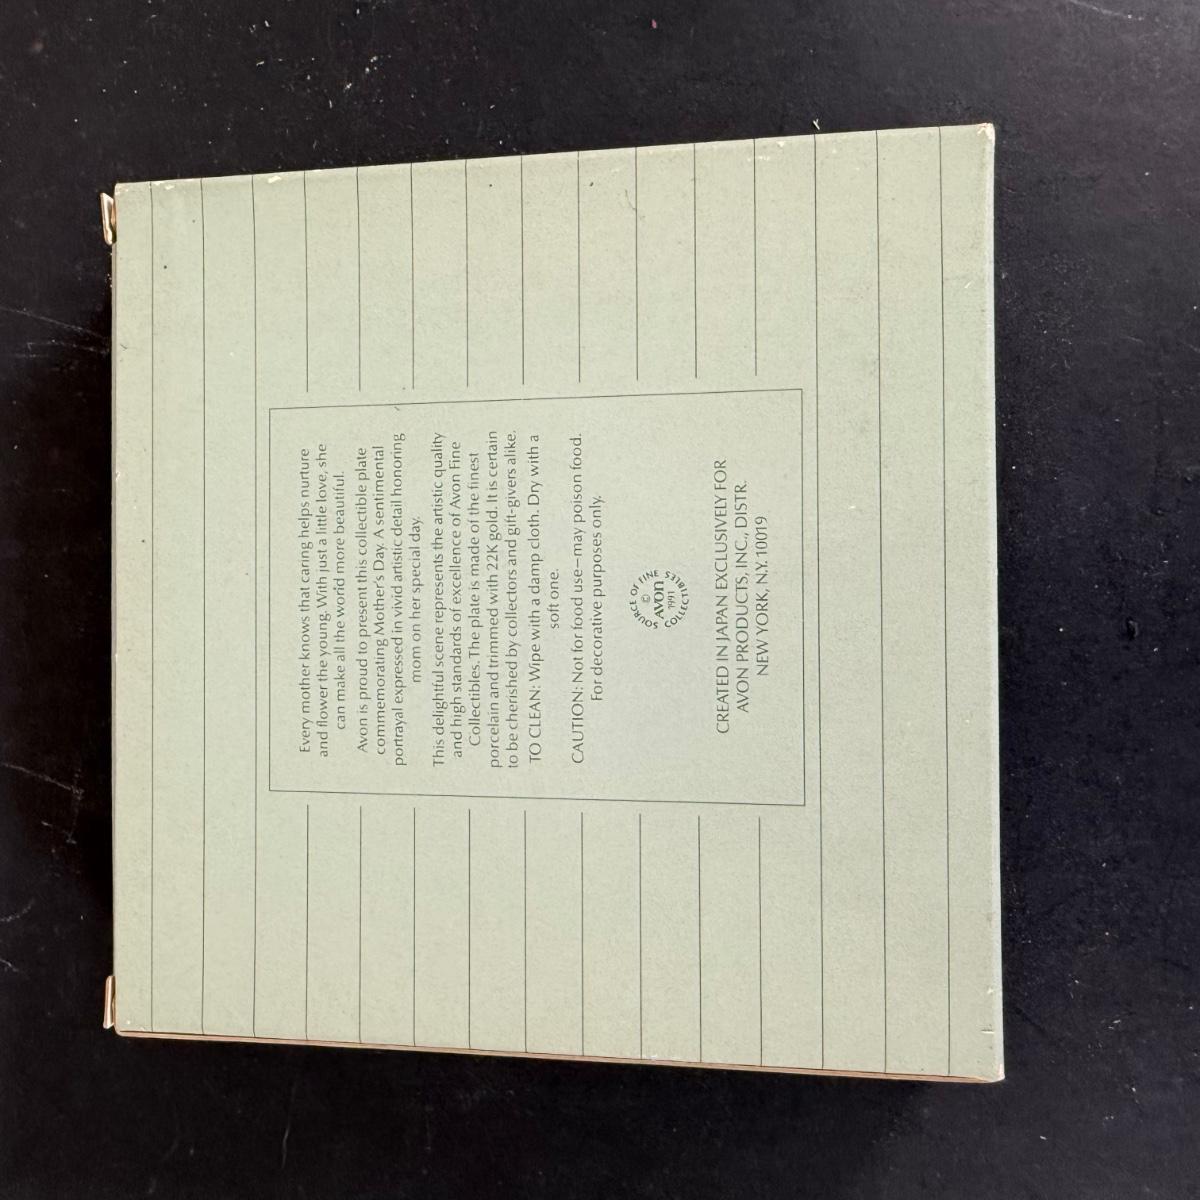 Every mother knows that caring helps nurture
and flower the young. With just a little love, she
can make all the world more beautiful.
Avon is proud to present this collectible plate
commemorating Mother's Day. A sentimental
portrayal expressed in vivid artistic detail honoring
mom on her special day.
This delightful scene represents the artistic quality
and high standards of excellence of Avon Fine
Collectibles. The plate is made of the finest
porcelain and trimmed with 22K gold. It is certain
to be cherished by collectors and gift-givers alike.
TO CLEAN: Wipe with a damp cloth. Dry with a
soft one.
CAUTION: Not for food use—may poison food.
For decorative purposes only.
SOURCE OF FINE
©
AVON
1991
COLLECTIBLES
CREATED IN JAPAN EXCLUSIVELY FOR
AVON PRODUCTS, INC., DISTR.
NEW YORK, N.Y. 10019